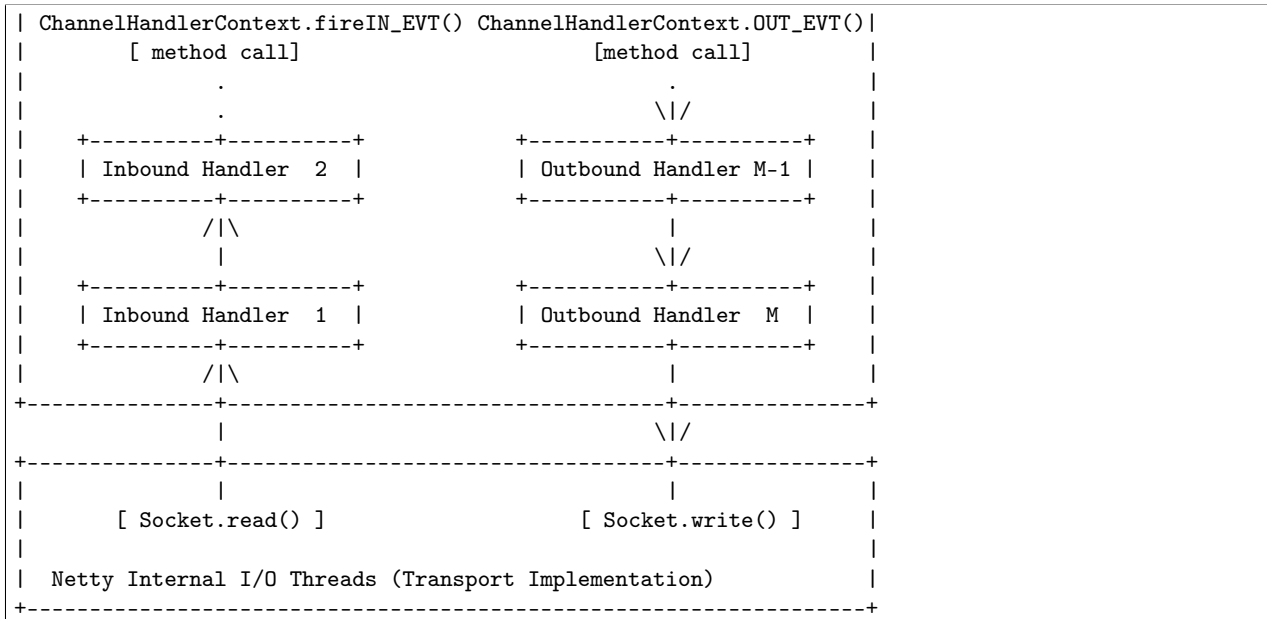 | ChannelHandlerContext.fireIN_EVT() ChannelHandlerContext.OUT_EVT()|
|        [ method call]                       [method call]         |
|               .                                   .               |
|               .                                  \|/              |
|    +----------+----------+            +-----------+----------+    |
|    | Inbound Handler  2  |            | Outbound Handler M-1 |    |
|    +----------+----------+            +-----------+----------+    |
|              /|\                                  |               |
|               |                                  \|/              |
|    +----------+----------+            +-----------+----------+    |
|    | Inbound Handler  1  |            | Outbound Handler  M  |    |
|    +----------+----------+            +-----------+----------+    |
|              /|\                                  |               |
+---------------+-----------------------------------+---------------+
                |                                  \|/
+---------------+-----------------------------------+---------------+
|               |                                   |               |
|       [ Socket.read() ]                    [ Socket.write() ]     |
|                                                                   |
|  Netty Internal I/O Threads (Transport Implementation)            |
+-------------------------------------------------------------------+